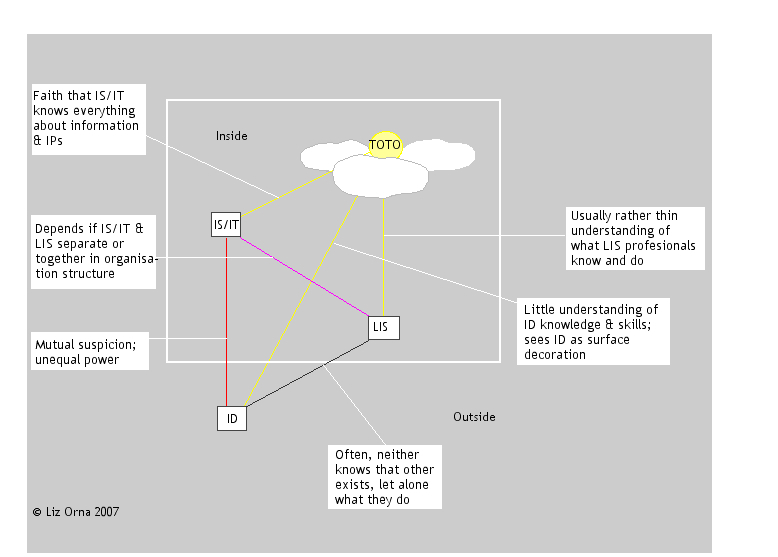 Faith that IS/IT
knows everything
about information
& IPs
Inside
TOTO
IS/IT
Depends if IS/IT &
LIS separate or
together in organisa-
tion structure
Usually rather thin
understanding of
what LIS profesionals
know and do
Little understanding of
ID knowledge & skills;
sees ID as surface
decoration
LIS
Mutual suspicion;
unequal power
ID
Outside
Often, neither
knows that other
exists, let alone
what they do
© Liz Orna 2007